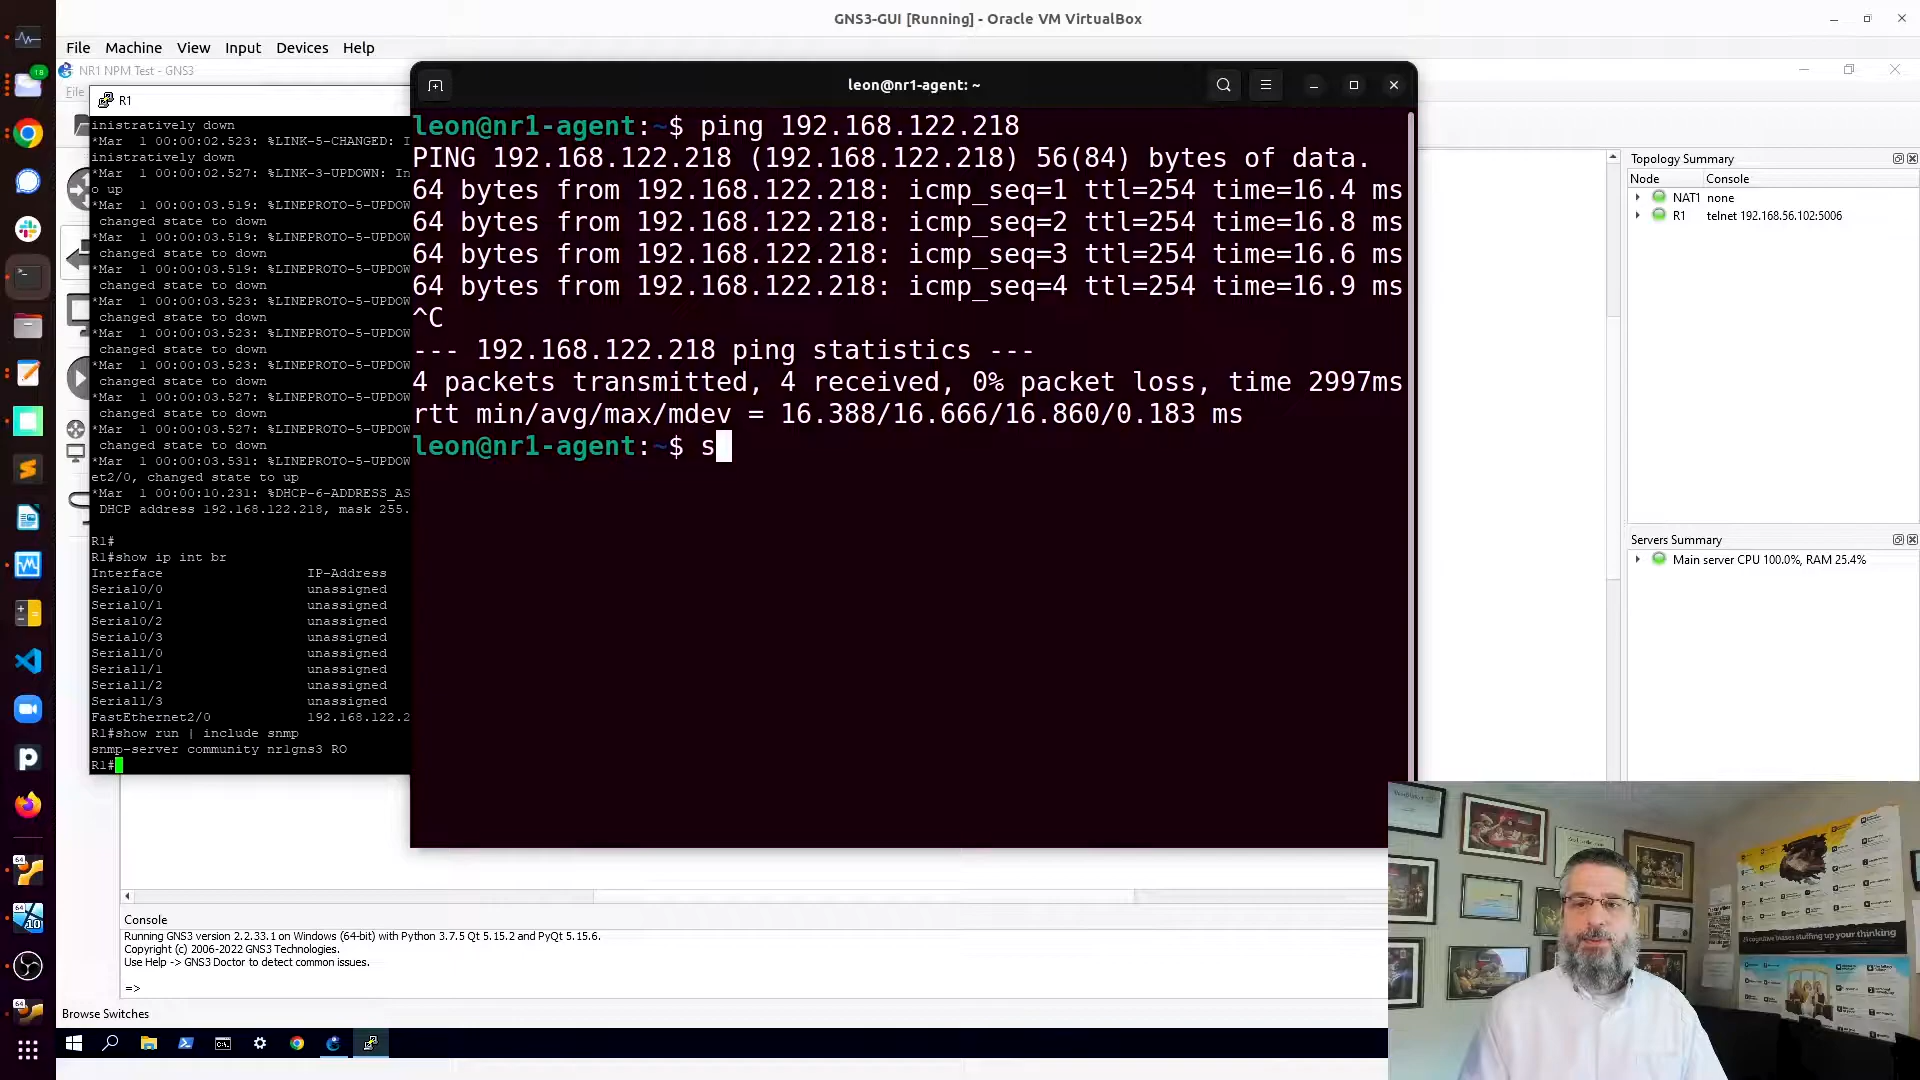 GNS3-GUI [Running] - Oracle VM VirtualBox
File Machine View Input Devices Help
NR1 NPM Test - GNS3
File
R1
inistratively down
*Mar  1 00:00:02.523: %LINK-5-CHANGED: I
inistratively down
*Mar  1 00:00:02.527: %LINK-3-UPDOWN: In
o up
*Mar  1 00:00:03.519: %LINEPROTO-5-UPDOW
changed state to down
*Mar  1 00:00:03.519: %LINEPROTO-5-UPDOW
changed state to down
*Mar  1 00:00:03.519: %LINEPROTO-5-UPDOW
changed state to down
*Mar  1 00:00:03.523: %LINEPROTO-5-UPDOW
changed state to down
*Mar  1 00:00:03.523: %LINEPROTO-5-UPDOW
changed state to down
*Mar  1 00:00:03.523: %LINEPROTO-5-UPDOW
changed state to down
*Mar  1 00:00:03.527: %LINEPROTO-5-UPDOW
changed state to down
*Mar  1 00:00:03.527: %LINEPROTO-5-UPDOW
changed state to down
*Mar  1 00:00:03.531: %LINEPROTO-5-UPDOW
et2/0, changed state to up
*Mar  1 00:00:10.231: %DHCP-6-ADDRESS_AS
DHCP address 192.168.122.218, mask 255.
R1#
R1#show ip int br
Interface IP-Address
Serial0/0 unassigned
Serial0/1 unassigned
Serial0/2 unassigned
Serial0/3 unassigned
Serial1/0 unassigned
Serial1/1 unassigned
Serial1/2 unassigned
Serial1/3 unassigned
FastEthernet2/0 192.168.122.2
R1#show run | include snmp
snmp-server community nr1gns3 RO
R1#
leon@nr1-agent: ~
leon@nr1-agent:~$ ping 192.168.122.218
PING 192.168.122.218 (192.168.122.218) 56(84) bytes of data.
64 bytes from 192.168.122.218: icmp_seq=1 ttl=254 time=16.4 ms
64 bytes from 192.168.122.218: icmp_seq=2 ttl=254 time=16.8 ms
64 bytes from 192.168.122.218: icmp_seq=3 ttl=254 time=16.6 ms
64 bytes from 192.168.122.218: icmp_seq=4 ttl=254 time=16.9 ms
^C
--- 192.168.122.218 ping statistics ---
4 packets transmitted, 4 received, 0% packet loss, time 2997ms
rtt min/avg/max/mdev = 16.388/16.666/16.860/0.183 ms
leon@nr1-agent:~$ s
Topology Summary
Node Console
NAT1 none
R1 telnet 192.168.56.102:5006
Servers Summary
Main server CPU 100.0%, RAM 25.4%
Console
Running GNS3 version 2.2.33.1 on Windows (64-bit) with Python 3.7.5 Qt 5.15.2 and PyQt 5.15.6.
Copyright (c) 2006-2022 GNS3 Technologies.
Use Help -> GNS3 Doctor to detect common issues.
=>
Browse Switches
18
64
64
10
64
cognitive biases stuffing up your thinking